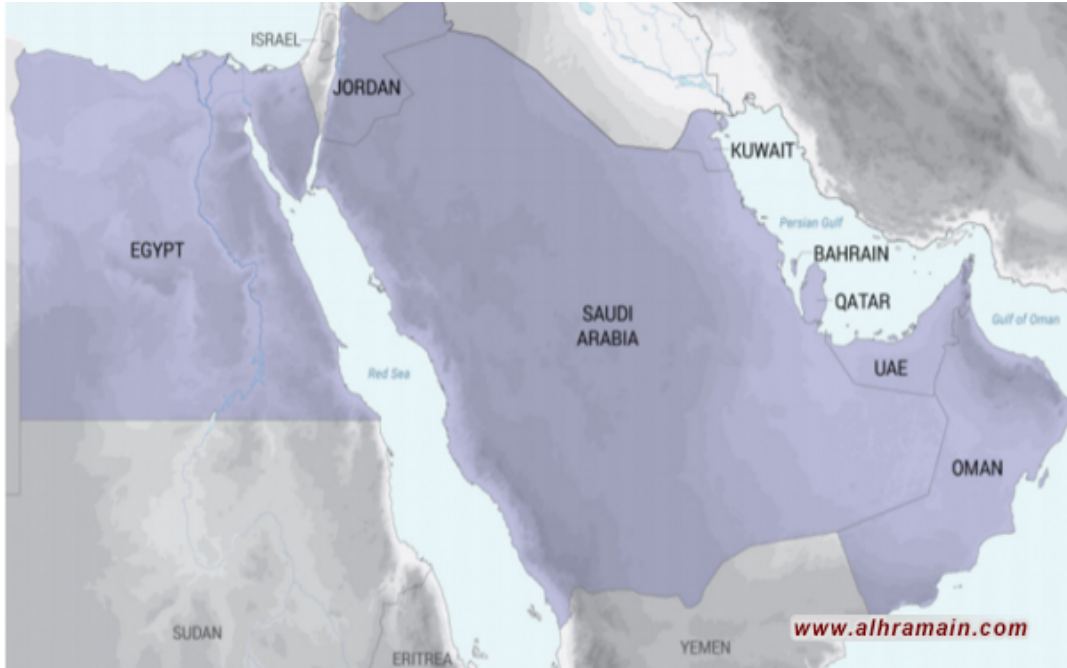 ISRAEL
JORDAN
KUWAIT
Persian Gulf
EGYPT
BAHRAIN
QATAR
SAUDI
ARABIA
Gulf of Oman
Red Sea
UAE
OMAN
www.alhramain.com
SUDAN
YEMEN
ERITREA